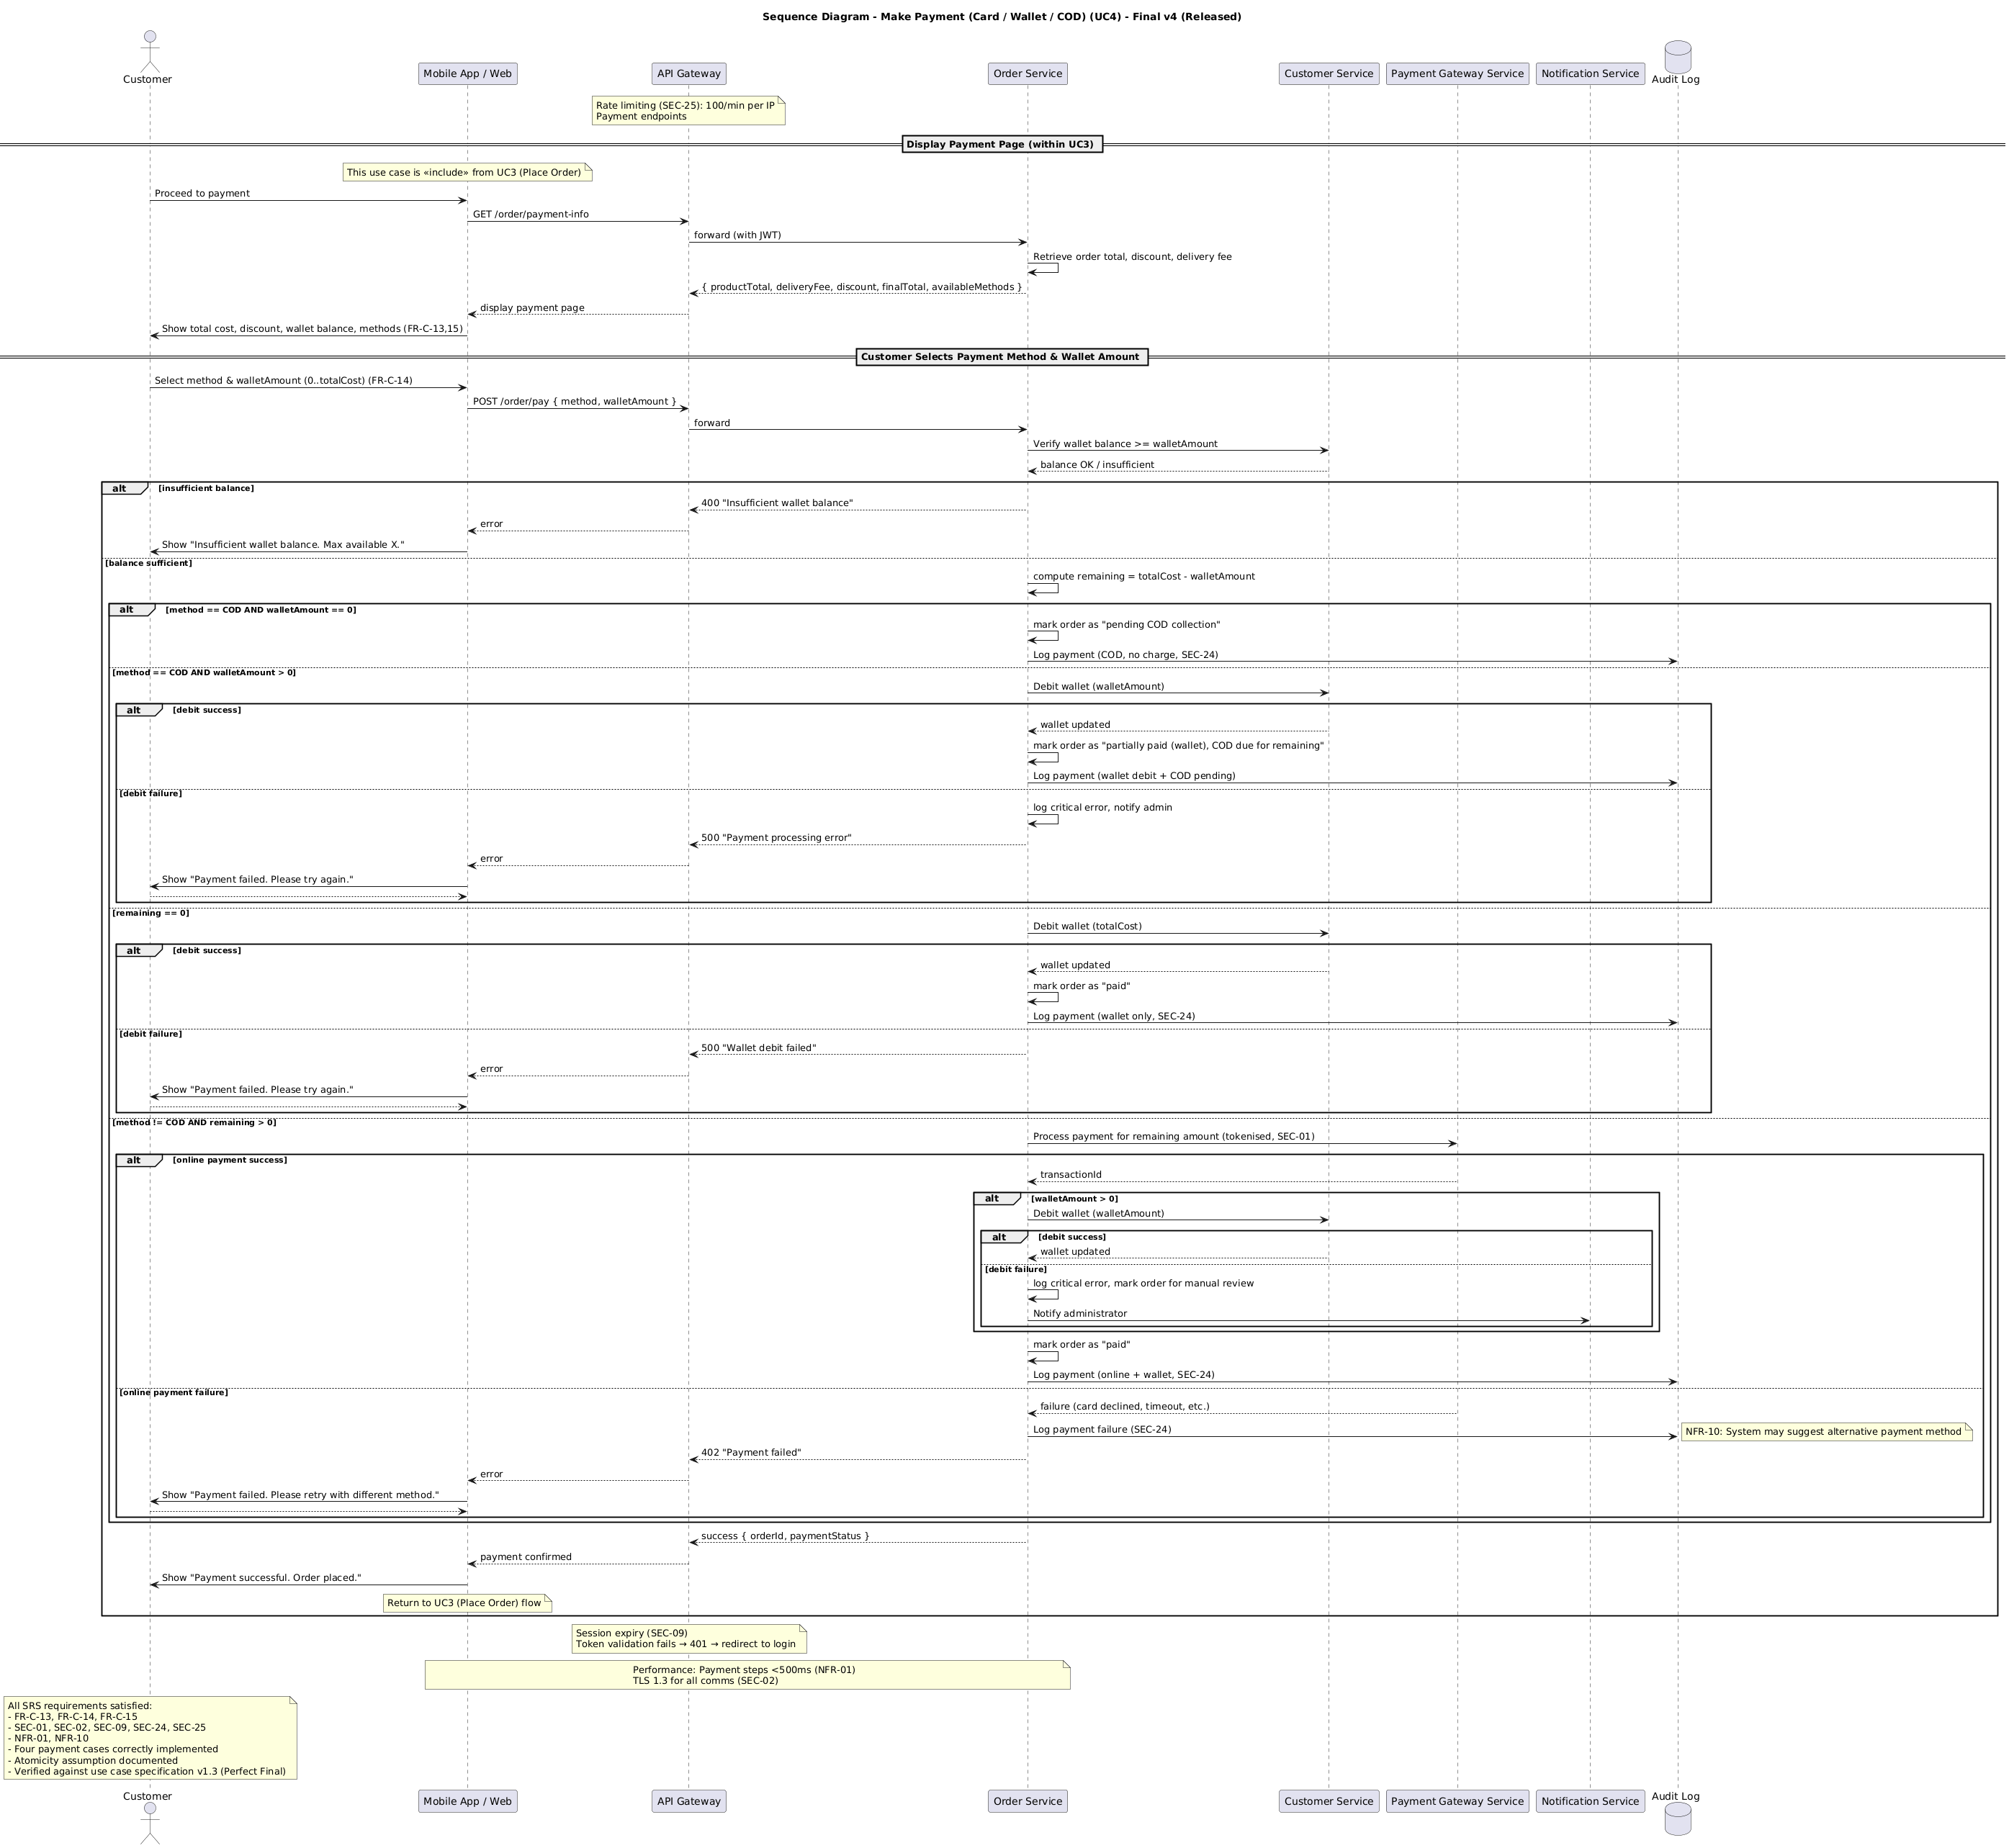 Sequence Diagram - Make Payment (Card / Wallet / COD) (UC4) - Final v4 (Released)
Customer
Mobile App / Web
API Gateway
Order Service
Customer Service
Payment Gateway Service
Notification Service
Audit Log
Rate limiting (SEC-25): 100/min per IP
Payment endpoints
Display Payment Page (within UC3)
This use case is «include» from UC3 (Place Order)
Proceed to payment
GET /order/payment-info
forward (with JWT)
Retrieve order total, discount, delivery fee
{ productTotal, deliveryFee, discount, finalTotal, availableMethods }
display payment page
Show total cost, discount, wallet balance, methods (FR-C-13,15)
Customer Selects Payment Method & Wallet Amount
Select method & walletAmount (0..totalCost) (FR-C-14)
POST /order/pay { method, walletAmount }
forward
Verify wallet balance >= walletAmount
balance OK / insufficient
alt [insufficient balance]
400 "Insufficient wallet balance"
error
Show "Insufficient wallet balance. Max available X."
[balance sufficient]
compute remaining = totalCost - walletAmount
alt [method == COD AND walletAmount == 0]
mark order as "pending COD collection"
Log payment (COD, no charge, SEC-24)
[method == COD AND walletAmount > 0]
Debit wallet (walletAmount)
alt [debit success]
wallet updated
mark order as "partially paid (wallet), COD due for remaining"
Log payment (wallet debit + COD pending)
[debit failure]
log critical error, notify admin
500 "Payment processing error"
error
Show "Payment failed. Please try again."
[remaining == 0]
Debit wallet (totalCost)
alt [debit success]
wallet updated
mark order as "paid"
Log payment (wallet only, SEC-24)
[debit failure]
500 "Wallet debit failed"
error
Show "Payment failed. Please try again."
[method != COD AND remaining > 0]
Process payment for remaining amount (tokenised, SEC-01)
alt [online payment success]
transactionId
alt [walletAmount > 0]
Debit wallet (walletAmount)
alt [debit success]
wallet updated
[debit failure]
log critical error, mark order for manual review
Notify administrator
mark order as "paid"
Log payment (online + wallet, SEC-24)
[online payment failure]
failure (card declined, timeout, etc.)
Log payment failure (SEC-24)
NFR-10: System may suggest alternative payment method
402 "Payment failed"
error
Show "Payment failed. Please retry with different method."
success { orderId, paymentStatus }
payment confirmed
Show "Payment successful. Order placed."
Return to UC3 (Place Order) flow
Session expiry (SEC-09)
Token validation fails → 401 → redirect to login
Performance: Payment steps <500ms (NFR-01)
TLS 1.3 for all comms (SEC-02)
All SRS requirements satisfied:
- FR-C-13, FR-C-14, FR-C-15
- SEC-01, SEC-02, SEC-09, SEC-24, SEC-25
- NFR-01, NFR-10
- Four payment cases correctly implemented
- Atomicity assumption documented
- Verified against use case specification v1.3 (Perfect Final)
Customer
Mobile App / Web
API Gateway
Order Service
Customer Service
Payment Gateway Service
Notification Service
Audit Log